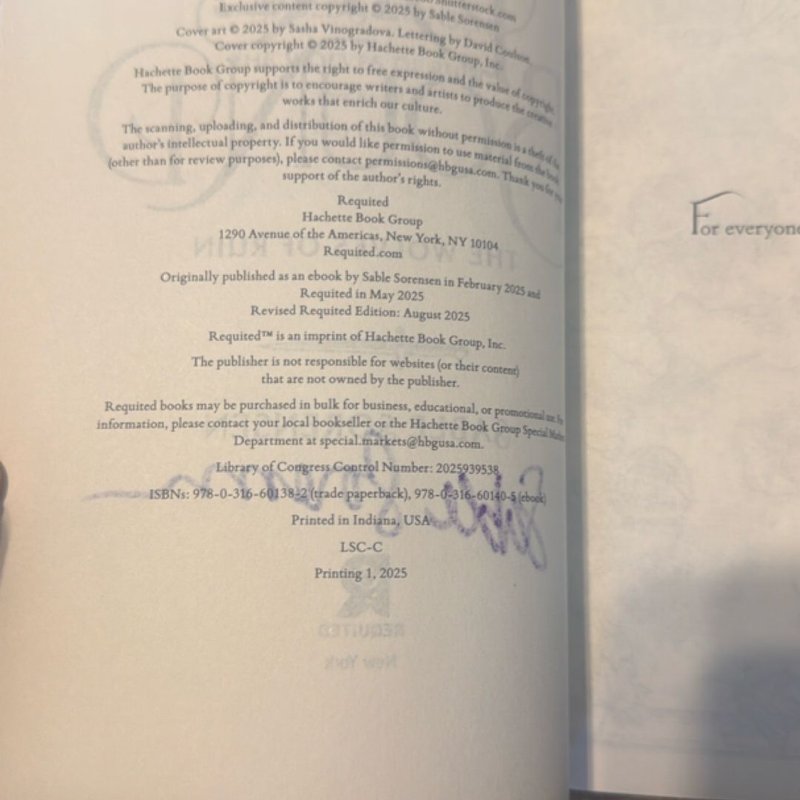 Shutterstock.com
Exclusive content copyright © 2025 by Sable Sorensen
Cover art © 2025 by Sasha Vinogradova. Lettering by David
Cover copyright © 2025 by Hachette Book Group, Inc.
Hachette Book Group supports the right to free expression and the value of copyright.
The purpose of copyright is to encourage writers and artists to produce the creative
works that enrich our culture.
The scanning, uploading, and distribution of this book without permission is a theft of the
author's intellectual property. If you would like permission to use material from the book
(other than for review purposes), please contact permissions@hbgusa.com. Thank you for your
support of the author's rights.
Requited
Hachette Book Group
1290 Avenue of the Americas, New York, NY 10104
Requited.com
Originally published as an ebook by Sable Sorensen in February 2025 and
Requited in May 2025
Revised Requited Edition: August 2025
Requited™ is an imprint of Hachette Book Group, Inc.
The publisher is not responsible for websites (or their content)
that are not owned by the publisher.
Requited books may be purchased in bulk for business, educational, or promotional use. For
information, please contact your local bookseller or the Hachette Book Group Special Markets
Department at special.markets@hbgusa.com.
Library of Congress Control Number: 2025939538
ISBNs: 978-0-316-60138-2 (trade paperback), 978-0-316-60140-5 (ebook)
Printed in Indiana, USA
LSC-C
Printing 1, 2025
For everyone